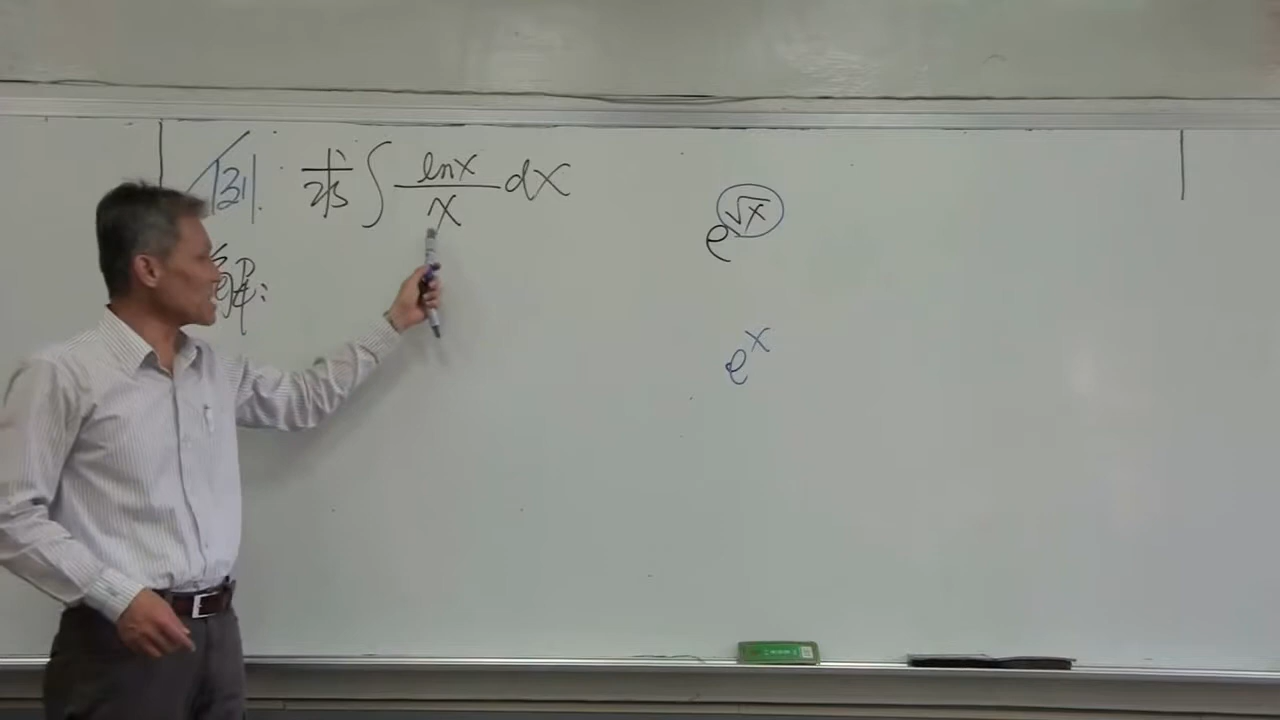 例. 求 ∫ lnx/x dx
解:
e^√x
e^x